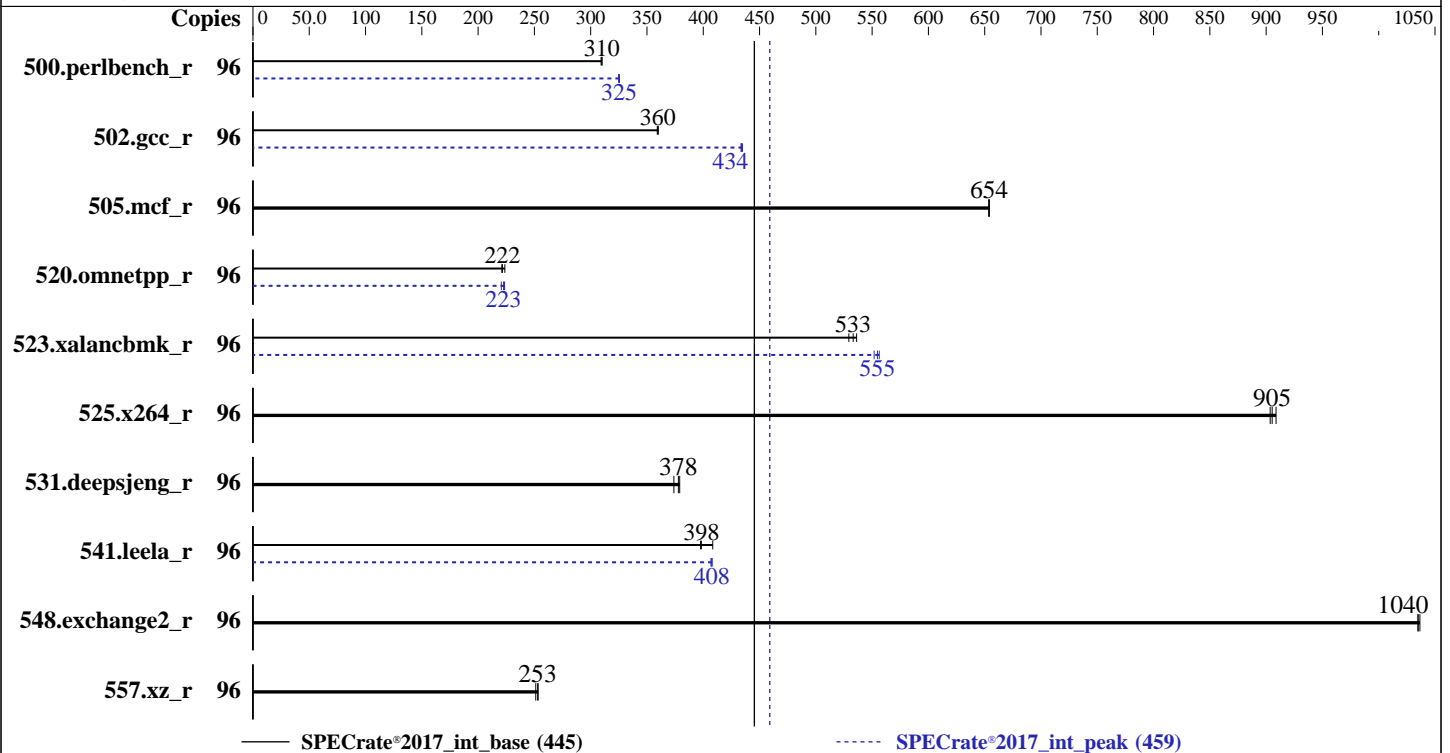 Copies 0 50.0 100 150 200 250 300 350 400 450 500 550 600 650 700 750 800 850 900 950 1050
310
500.perlbench_r 96
325
360
502.gcc_r 96
434
654
505.mcf_r 96
222
520.omnetpp_r 96
223
533
523.xalancbmk_r 96
555
905
525.x264_r 96
378
531.deepsjeng_r 96
398
541.leela_r 96
408
1040
548.exchange2_r 96
253
557.xz_r 96
SPECrate®2017_int_base (445) SPECrate®2017_int_peak (459)